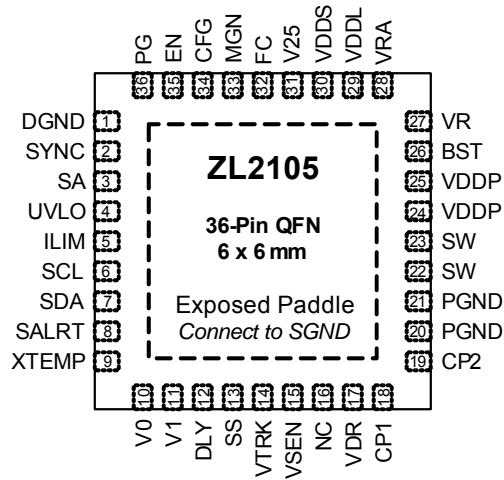 PG EN CFG MGN FC V25 VDDS VDDL VRA
36 35 34 33 32 31 30 29 28
DGND 1
SYNC 2
SA 3
UVLO 4
ILIM 5
SCL 6
SDA 7
SALRT 8
XTEMP 9
ZL2105
36-Pin QFN
6 x 6 mm
Exposed Paddle
Connect to SGND
27 VR
26 BST
25 VDDP
24 VDDP
23 SW
22 SW
21 PGND
20 PGND
19 CP2
10 11 12 13 14 15 16 17 18
V0 V1 DLY SS VTRK VSEN NC VDR CP1